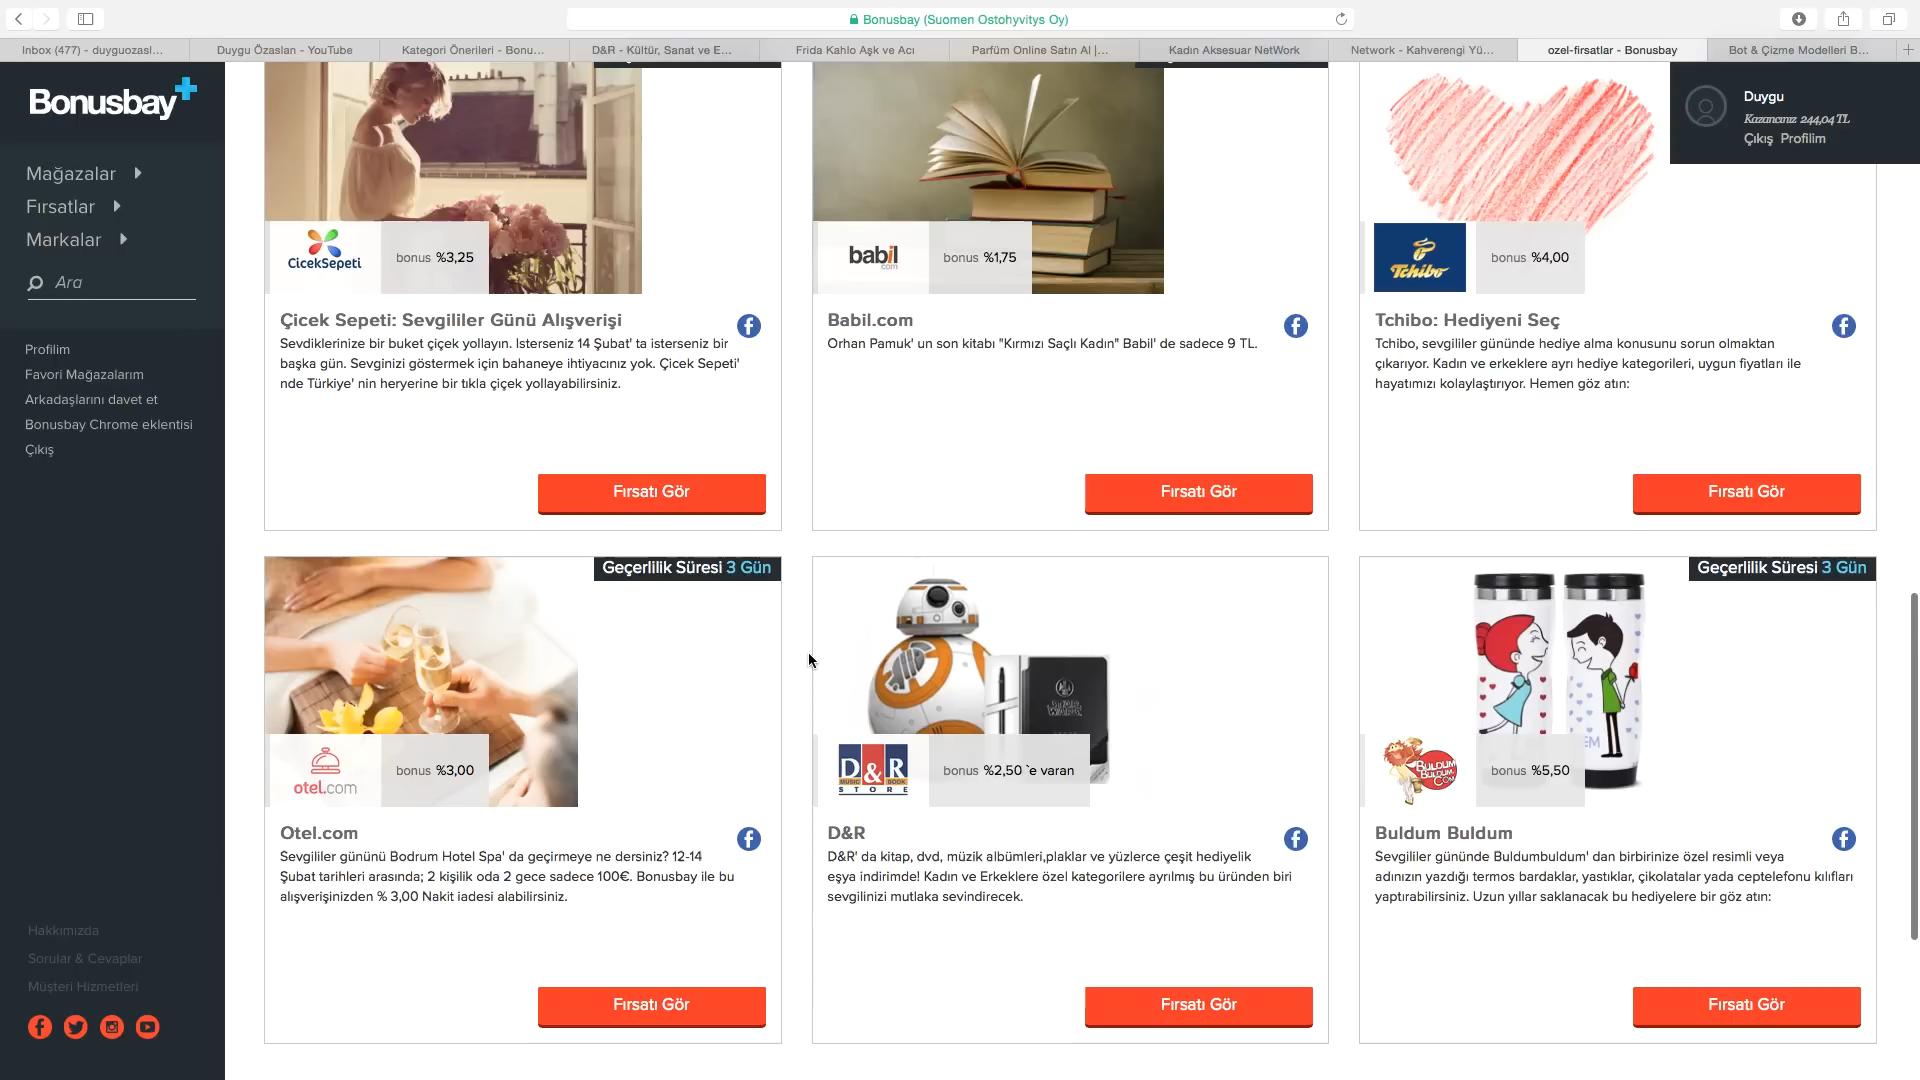 Bonusbay (Suomen Ostohyvitys Oy)
Inbox (477) - duyguozasl...
Duygu Özaslan - YouTube
Kategori Önerileri - Bonu...
D&R - Kültür, Sanat ve E...
Frida Kahlo Aşk ve Acı
Parfüm Online Satın Al |...
Kadın Aksesuar NetWork
Network - Kahverengi Yü...
ozel-firsatlar - Bonusbay
Bot & Çizme Modelleri B...
Bonusbay
Duygu
Kazancınız 244,04 TL
Çıkış Profilim
Mağazalar
Fırsatlar
Markalar
Ara
Profilim
Favori Mağazalarım
Arkadaşlarını davet et
Bonusbay Chrome eklentisi
Çıkış
Hakkımızda
Sorular & Cevaplar
Müşteri Hizmetleri
CicekSepeti
bonus %3,25
Çicek Sepeti: Sevgililer Günü Alışverişi
Sevdiklerinize bir buket çiçek yollayın. Isterseniz 14 Şubat' ta isterseniz bir
başka gün. Sevginizi göstermek için bahaneye ihtiyacınız yok. Çicek Sepeti'
nde Türkiye' nin heryerine bir tıkla çiçek yollayabilirsiniz.
Fırsatı Gör
babil
com
bonus %1,75
Babil.com
Orhan Pamuk' un son kitabı "Kırmızı Saçlı Kadın" Babil' de sadece 9 TL.
Fırsatı Gör
Tchibo
bonus %4,00
Tchibo: Hediyeni Seç
Tchibo, sevgililer gününde hediye alma konusunu sorun olmaktan
çıkarıyor. Kadın ve erkeklere ayrı hediye kategorileri, uygun fiyatları ile
hayatımızı kolaylaştırıyor. Hemen göz atın:
Fırsatı Gör
Geçerlilik Süresi 3 Gün
otel.com
bonus %3,00
Otel.com
Sevgililer gününü Bodrum Hotel Spa' da geçirmeye ne dersiniz? 12-14
Şubat tarihleri arasında; 2 kişilik oda 2 gece sadece 100€. Bonusbay ile bu
alışverişinizden % 3,00 Nakit iadesi alabilirsiniz.
Fırsatı Gör
D&R
MUSIC BOOK
STORE
bonus %2,50 `e varan
D&R
D&R' da kitap, dvd, müzik albümleri,plaklar ve yüzlerce çeşit hediyelik
eşya indirimde! Kadın ve Erkeklere özel kategorilere ayrılmış bu üründen biri
sevgilinizi mutlaka sevindirecek.
Fırsatı Gör
Geçerlilik Süresi 3 Gün
BULDUM
BULDUM.
COM
bonus %5,50
Buldum Buldum
Sevgililer gününde Buldumbuldum' dan birbirinize özel resimli veya
adınızın yazdığı termos bardaklar, yastıklar, çikolatalar yada ceptelefonu kılıfları
yaptırabilirsiniz. Uzun yıllar saklanacak bu hediyelere bir göz atın:
Fırsatı Gör